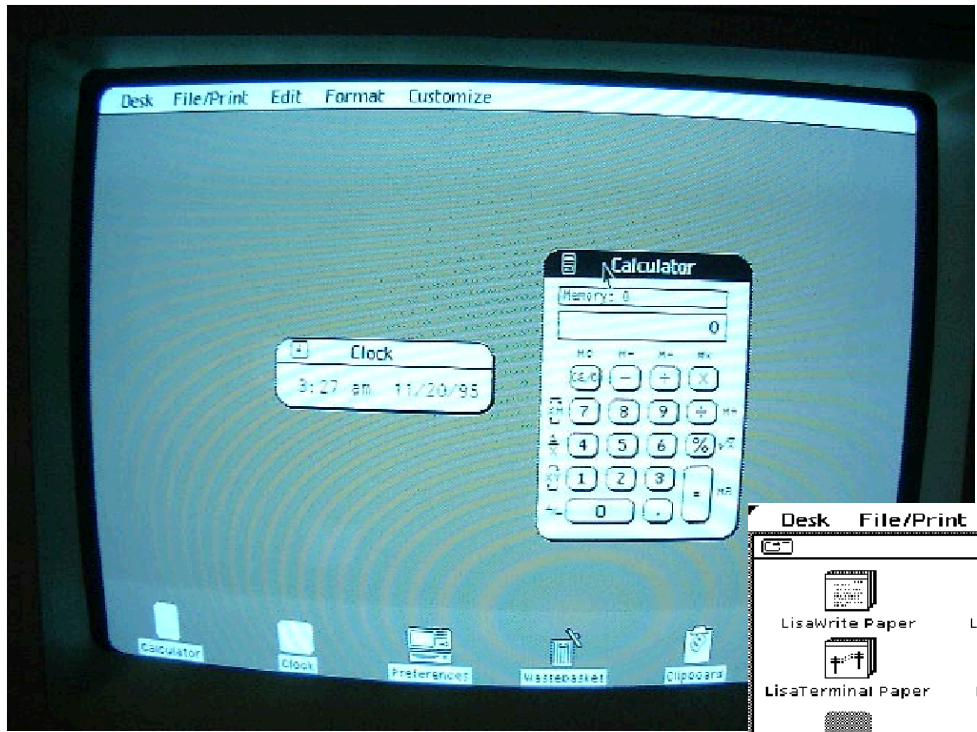 Desk File/Print Edit Format Customize
Calculator
Memory: 0
0
Clock
3:27 am 11/20/95
CE/C - + x
7 8 9 ÷
4 5 6 %
1 2 3 =
0 .
Calculator
Clock
Preferences
Wastebasket
Clipboard
Desk File/Print
LisaWrite Paper L
LisaTerminal Paper